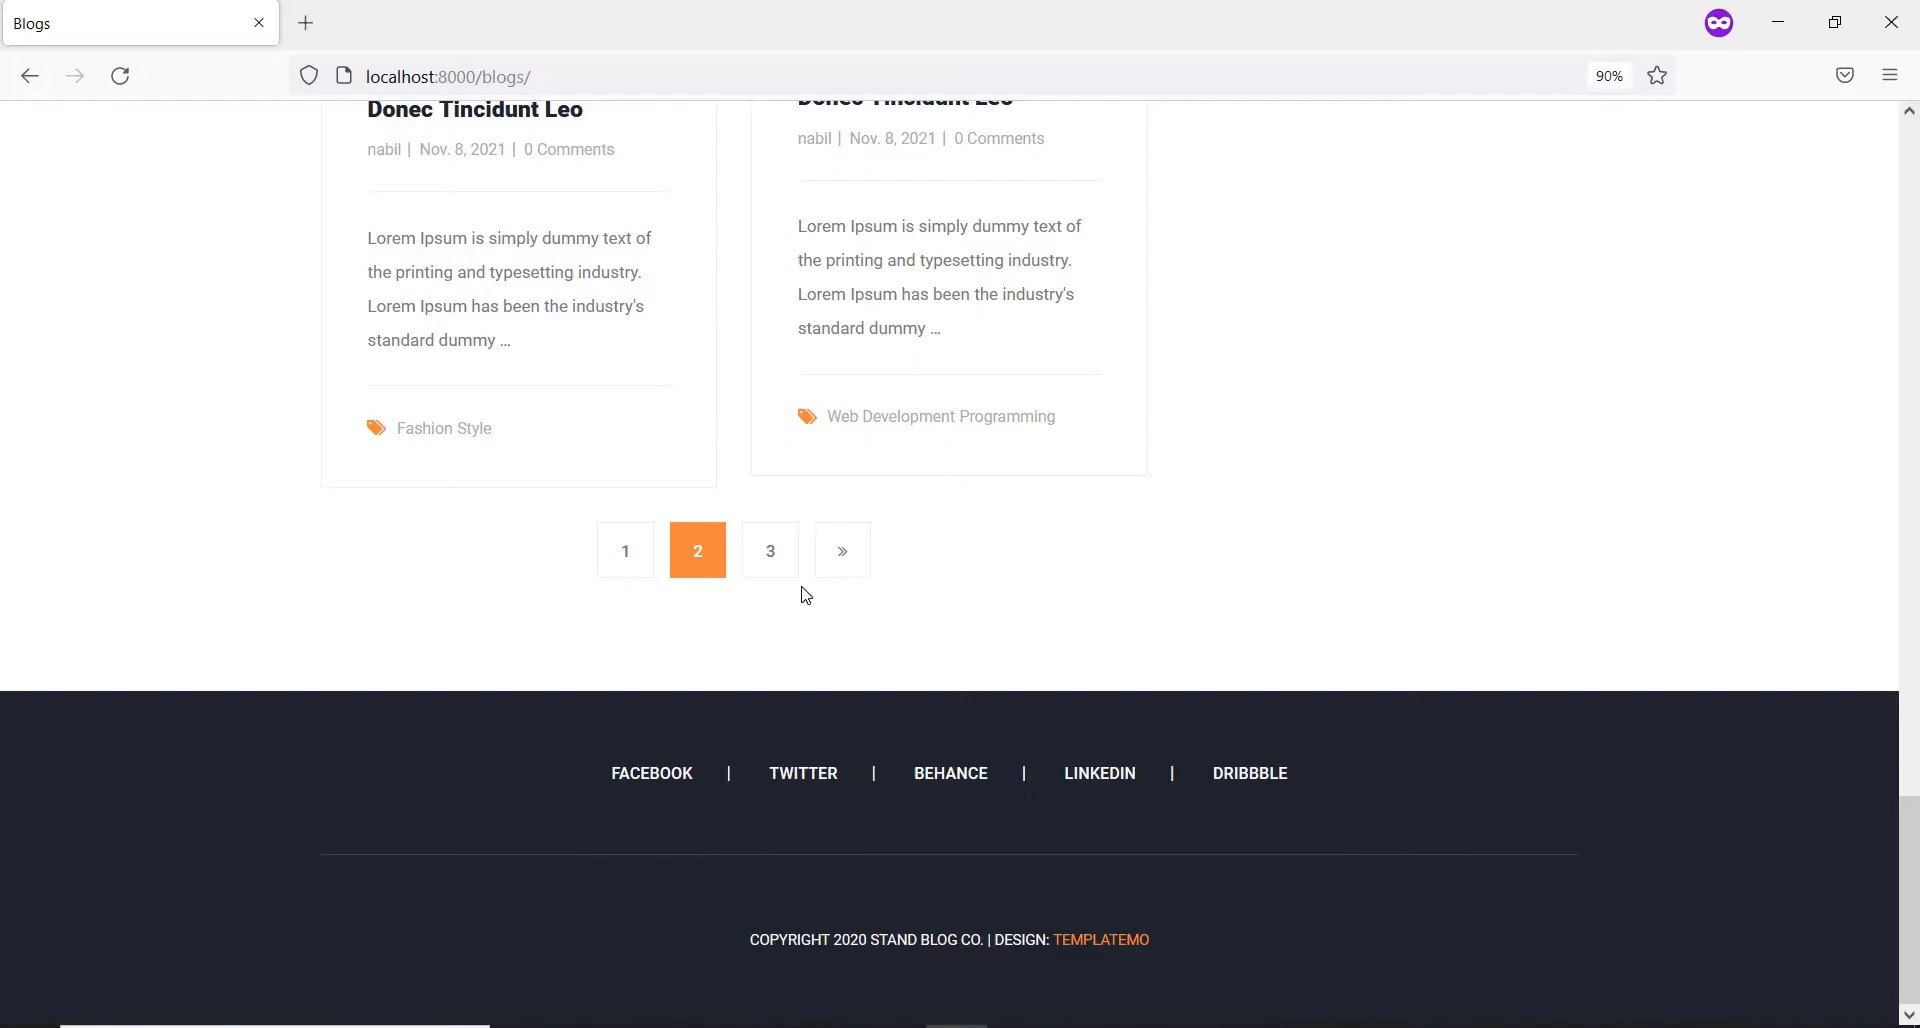 Blogs
localhost:8000/blogs/
90%
Donec Tincidunt Leo
nabil | Nov. 8, 2021 | 0 Comments
Lorem Ipsum is simply dummy text of
the printing and typesetting industry.
Lorem Ipsum has been the industry's
standard dummy ...
Fashion Style
Donec Tincidunt Leo
nabil | Nov. 8, 2021 | 0 Comments
Lorem Ipsum is simply dummy text of
the printing and typesetting industry.
Lorem Ipsum has been the industry's
standard dummy ...
Web Development Programming
1 2 3 »
FACEBOOK | TWITTER | BEHANCE | LINKEDIN | DRIBBBLE
COPYRIGHT 2020 STAND BLOG CO. | DESIGN: TEMPLATEMO